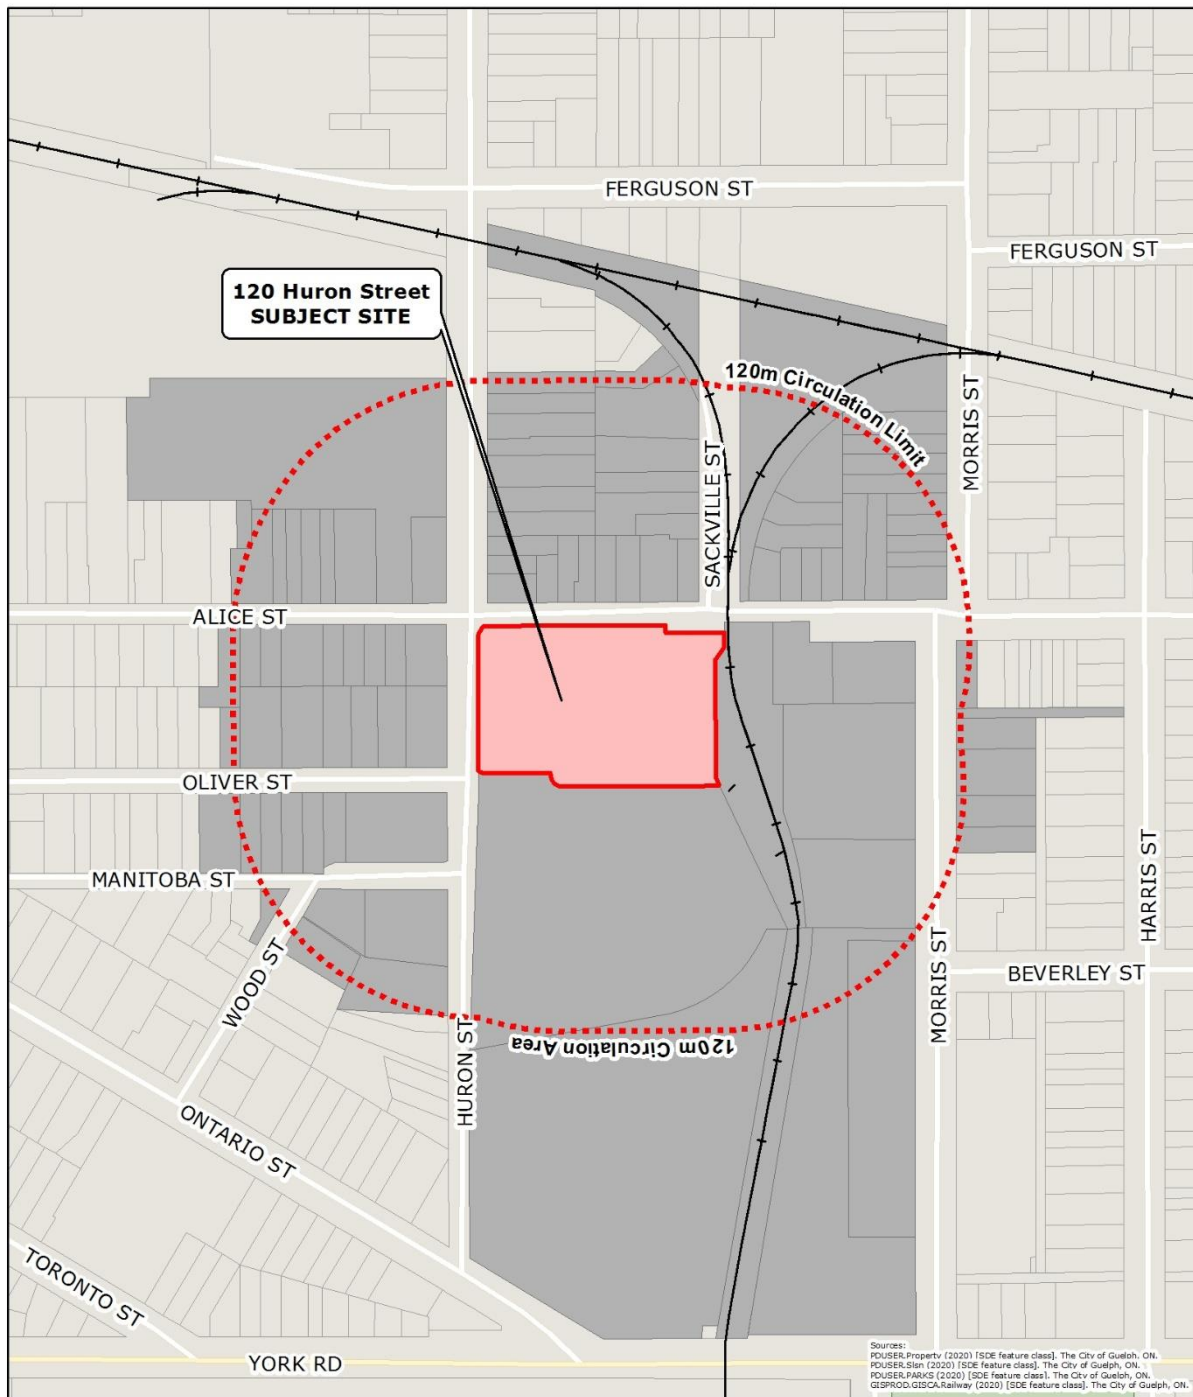 FERGUSON ST
FERGUSON ST
120 Huron Street
SUBJECT SITE
120m Circulation Limit
MORRIS ST
SACKVILLE ST
ALICE ST
OLIVER ST
MANITOBA ST
HARRIS ST
WOOD ST
BEVERLEY ST
MORRIS ST
HURON ST
120m Circulation Area
ONTARIO ST
TORONTO ST
YORK RD
Sources:
PDUSER.Property (2020) [SDE feature class]. The City of Guelph, ON.
PDUSER.Slsn (2020) [SDE feature class]. The City of Guelph, ON.
PDUSER.PARKS (2020) [SDE feature class]. The City of Guelph, ON.
GISPROD.GISCA.Railway (2020) [SDE feature class]. The City of Guelph, ON.